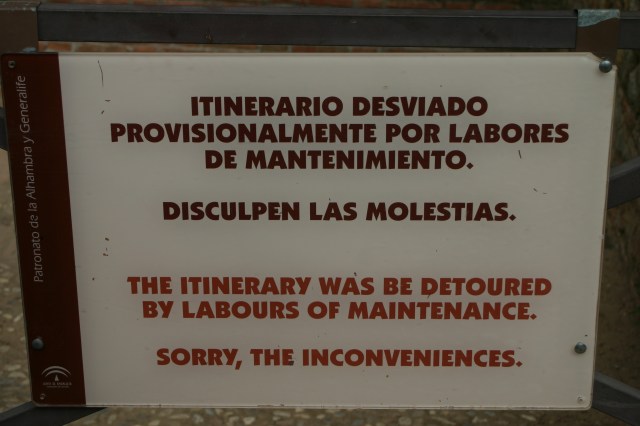 ITINERARIO DESVIADO
PROVISIONALMENTE POR LABORES
DE MANTENIMIENTO.
DISCULPEN LAS MOLESTIAS.
THE ITINERARY WAS BE DETOURED
BY LABOURS OF MAINTENANCE.
SORRY, THE INCONVENIENCES.
Patronato de la Alhambra y Generalife